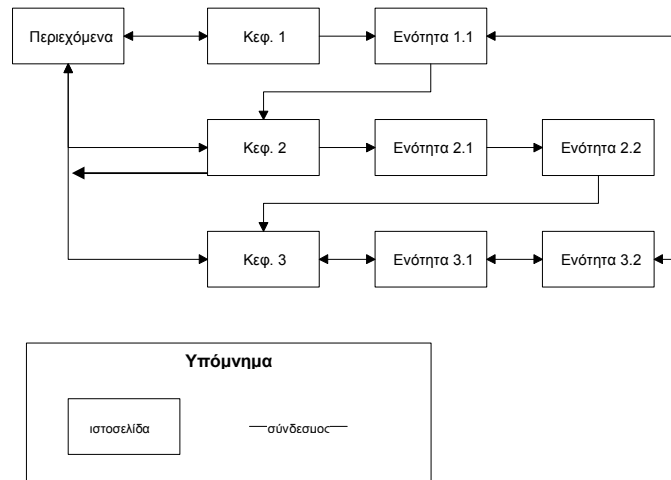 Περιεχόμενα
Κεφ. 1
Ενότητα 1.1
Κεφ. 2
Ενότητα 2.1
Ενότητα 2.2
Κεφ. 3
Ενότητα 3.1
Ενότητα 3.2
Υπόμνημα
ιστοσελίδα
σύνδεσμος